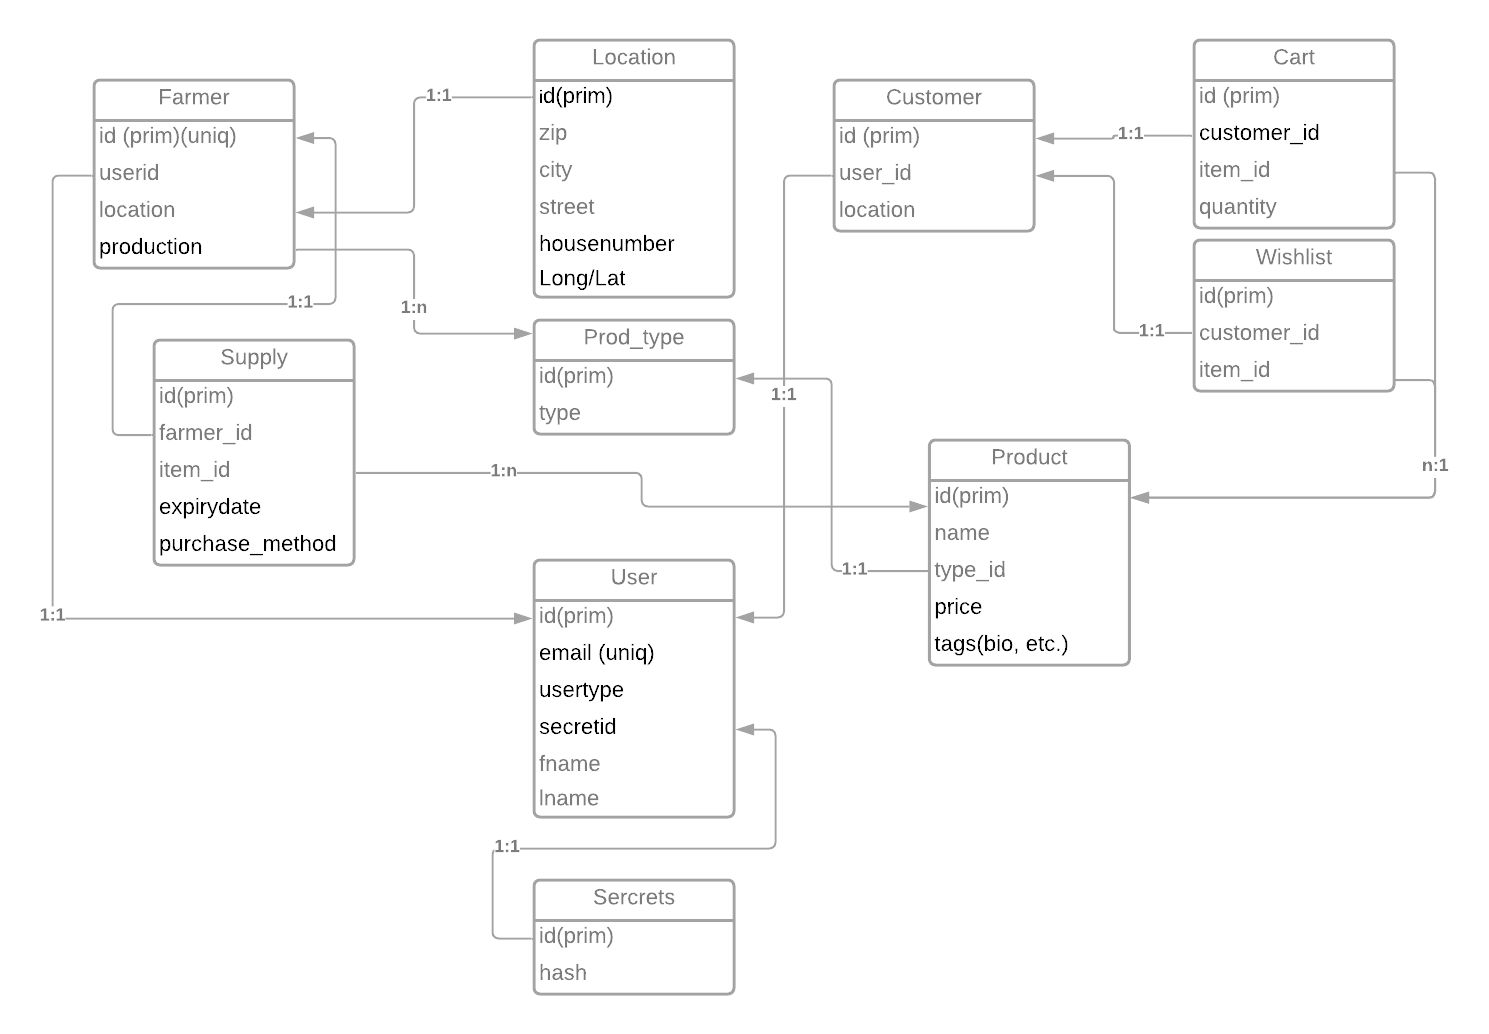 Farmer
id (prim)(uniq)
userid
location
production
1:1
Location
id(prim)
zip
city
street
housenumber
Long/Lat
Customer
id (prim)
user_id
location
1:1
Cart
id (prim)
customer_id
item_id
quantity
Wishlist
id(prim)
customer_id
item_id
1:1
1:1
1:n
Supply
id(prim)
farmer_id
item_id
expirydate
purchase_method
Prod_type
id(prim)
type
1:1
1:n
n:1
Product
id(prim)
name
type_id
price
tags(bio, etc.)
1:1
1:1
User
id(prim)
email (uniq)
usertype
secretid
fname
lname
1:1
Sercrets
id(prim)
hash